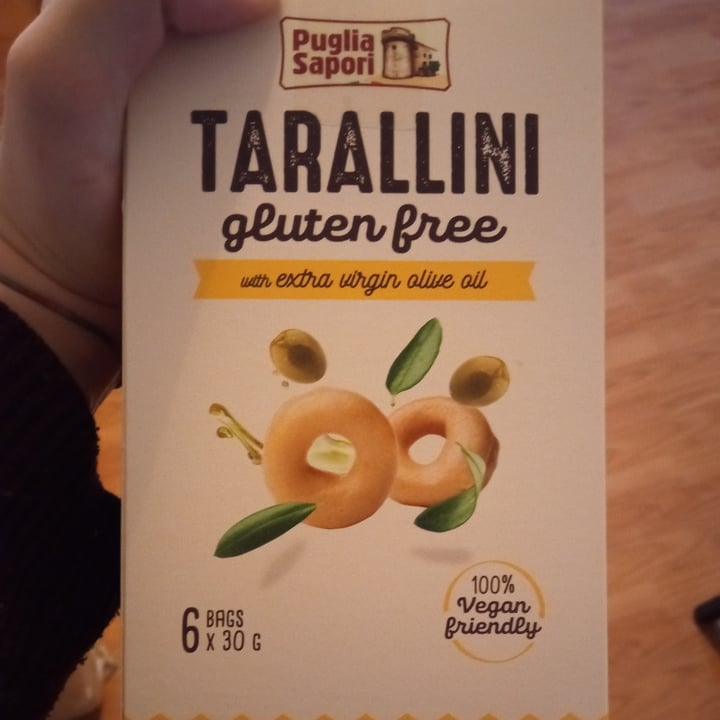 Puglia
Sapori
TARALLINI
gluten free
with extra virgin olive oil
6 BAGS
X 30 G
100%
Vegan
friendly